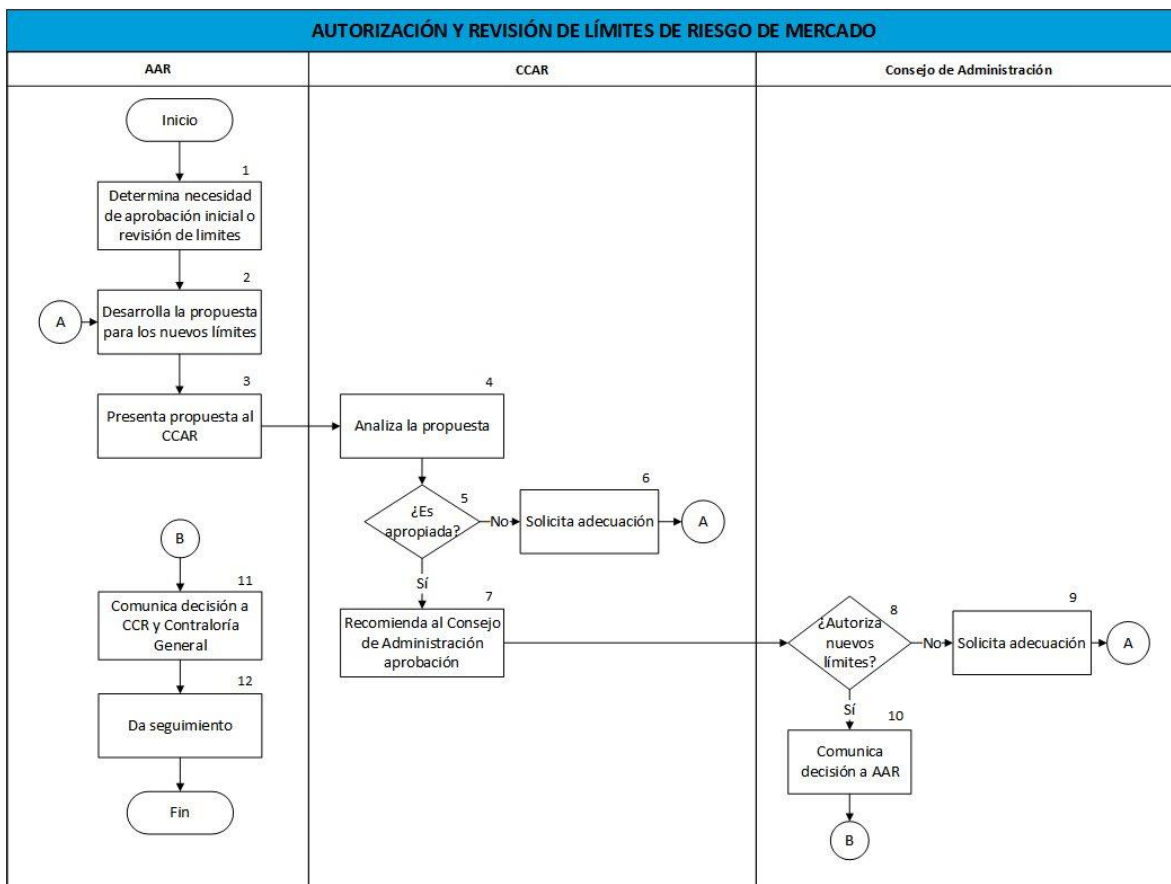 AUTORIZACIÓN Y REVISIÓN DE LÍMITES DE RIESGO DE MERCADO
AAR
CCAR
Consejo de Administración
Inicio
1
Determina necesidad
de aprobación inicial o
revisión de limites
2
A
Desarrolla la propuesta
para los nuevos límites
3
Presenta propuesta al
CCAR
4
Analiza la propuesta
5
¿Es
apropiada?
No
6
Solicita adecuación
A
Sí
7
Recomienda al Consejo
de Administración
aprobación
8
¿Autoriza
nuevos
límites?
No
9
Solicita adecuación
A
Sí
10
Comunica
decisión a AAR
B
B
11
Comunica decisión a
CCR y Contraloría
General
12
Da seguimiento
Fin